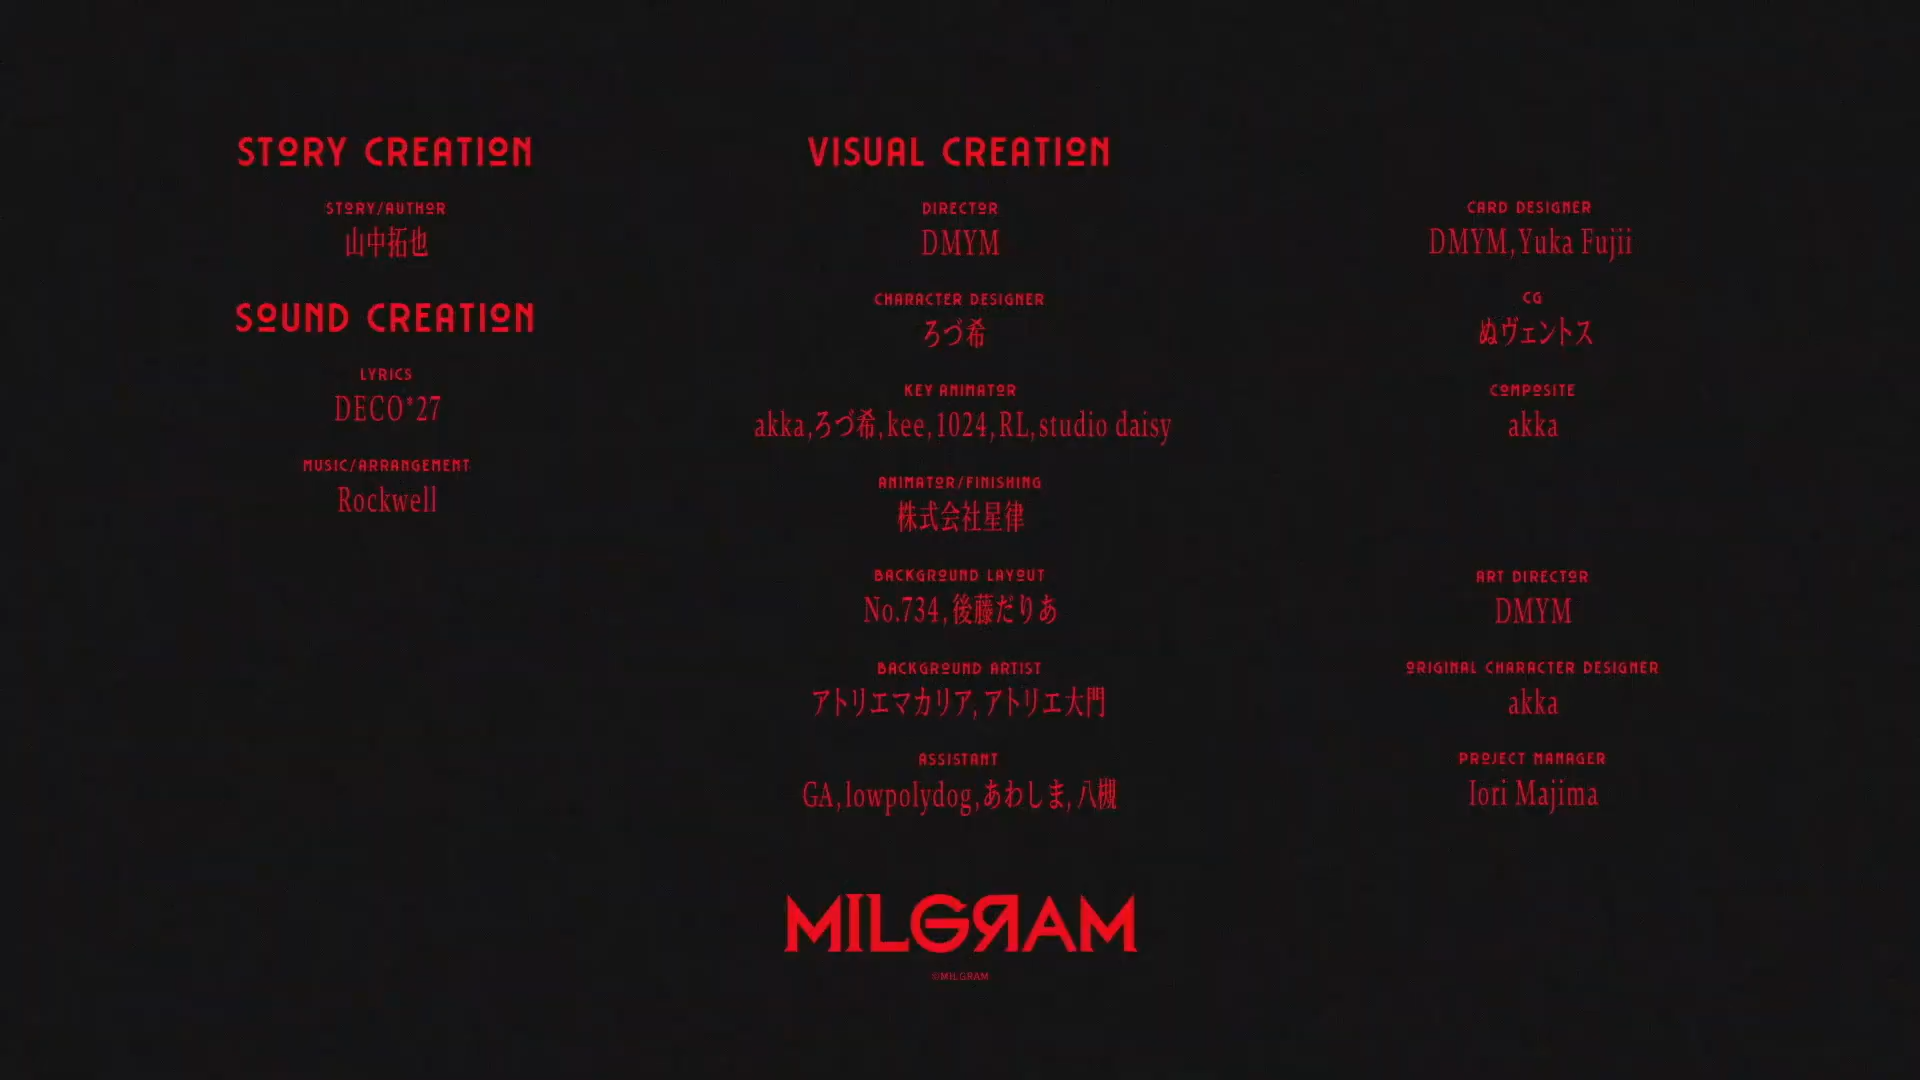 STORY CREATION
STORY/AUTHOR
山中拓也
SOUND CREATION
LYRICS
DECO*27
MUSIC/ARRANGEMENT
Rockwell
VISUAL CREATION
DIRECTOR
DMYM
CHARACTER DESIGNER
ろづ希
KEY ANIMATOR
akka,ろづ希,kee,1024,RL,studio daisy
ANIMATOR/FINISHING
株式会社星律
BACKGROUND LAYOUT
No.734,後藤だりあ
BACKGROUND ARTIST
アトリエマカリア,アトリエ大門
ASSISTANT
GA,lowpolydog,あわしま,八槻
CARD DESIGNER
DMYM,Yuka Fujii
CG
ぬヴェントス
COMPOSITE
akka
ART DIRECTOR
DMYM
ORIGINAL CHARACTER DESIGNER
akka
PROJECT MANAGER
Iori Majima
MILGRAM
©MILGRAM